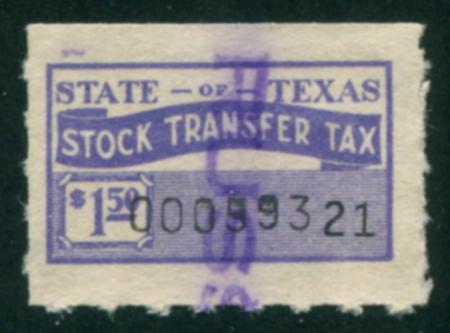 STATE — OF — TEXAS
STOCK TRANSFER TAX
$1.50 00059321